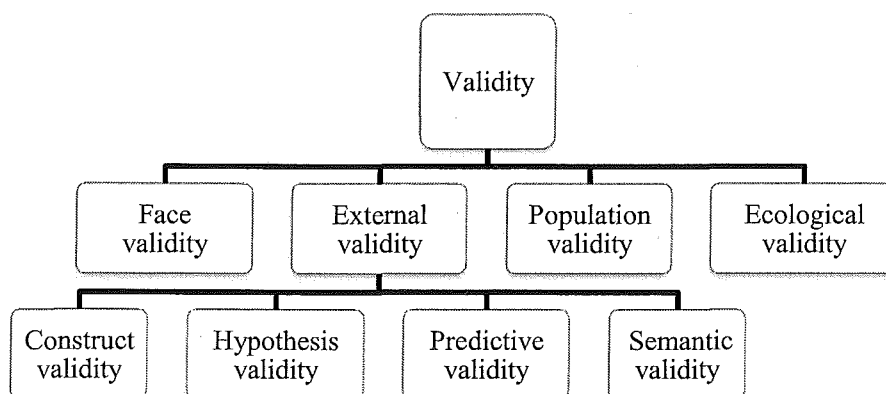 Validity
Face
validity
External
validity
Population
validity
Ecological
validity
Construct
validity
Hypothesis
validity
Predictive
validity
Semantic
validity